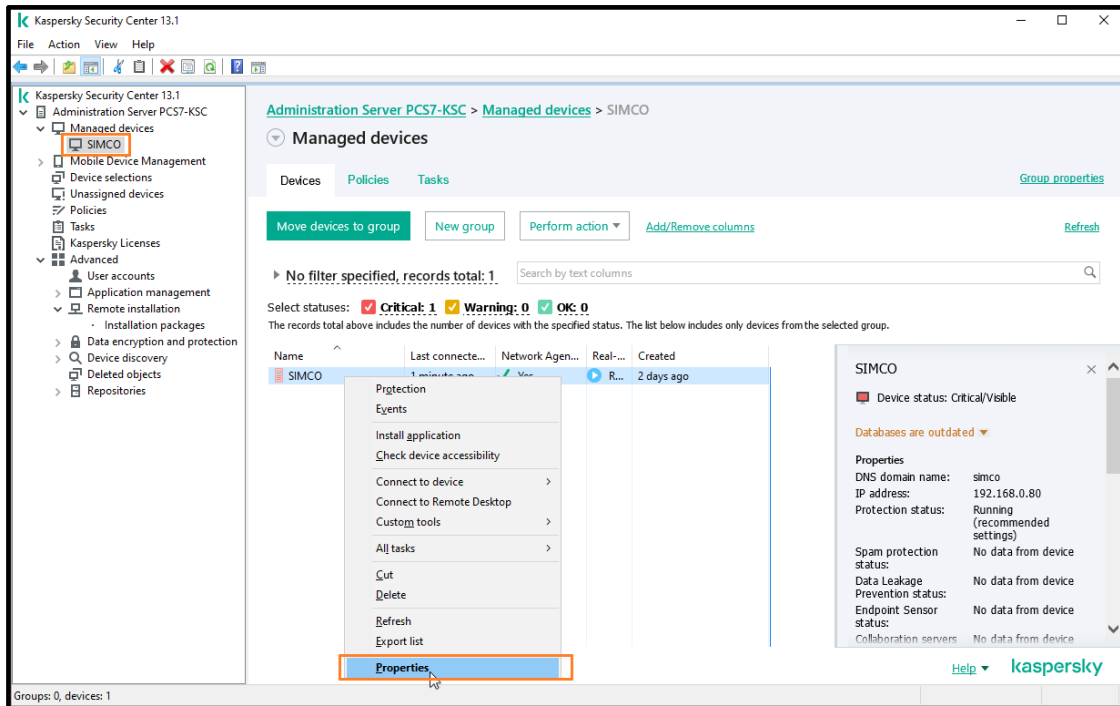 Kaspersky Security Center 13.1
File Action View Help
Kaspersky Security Center 13.1
Administration Server PCS7-KSC
Managed devices
SIMCO
Mobile Device Management
Device selections
Unassigned devices
Policies
Tasks
Kaspersky Licenses
Advanced
User accounts
Application management
Remote installation
Installation packages
Data encryption and protection
Device discovery
Deleted objects
Repositories
Administration Server PCS7-KSC > Managed devices > SIMCO
Managed devices
Devices Policies Tasks Group properties
Move devices to group New group Perform action Add/Remove columns Refresh
No filter specified, records total: 1 Search by text columns
Select statuses: Critical: 1 Warning: 0 OK: 0
The records total above includes the number of devices with the specified status. The list below includes only devices from the selected group.
Name Last connecte... Network Agen... Real-... Created
SIMCO 1 minute ago Yes R... 2 days ago
Protection
Events
Install application
Check device accessibility
Connect to device >
Connect to Remote Desktop
Custom tools >
All tasks >
Cut
Delete
Refresh
Export list
Properties
SIMCO
Device status: Critical/Visible
Databases are outdated
Properties
DNS domain name: simco
IP address: 192.168.0.80
Protection status: Running
(recommended
settings)
Spam protection No data from device
status:
Data Leakage No data from device
Prevention status:
Endpoint Sensor No data from device
status:
Collaboration servers No data from device
Help kaspersky
Groups: 0, devices: 1